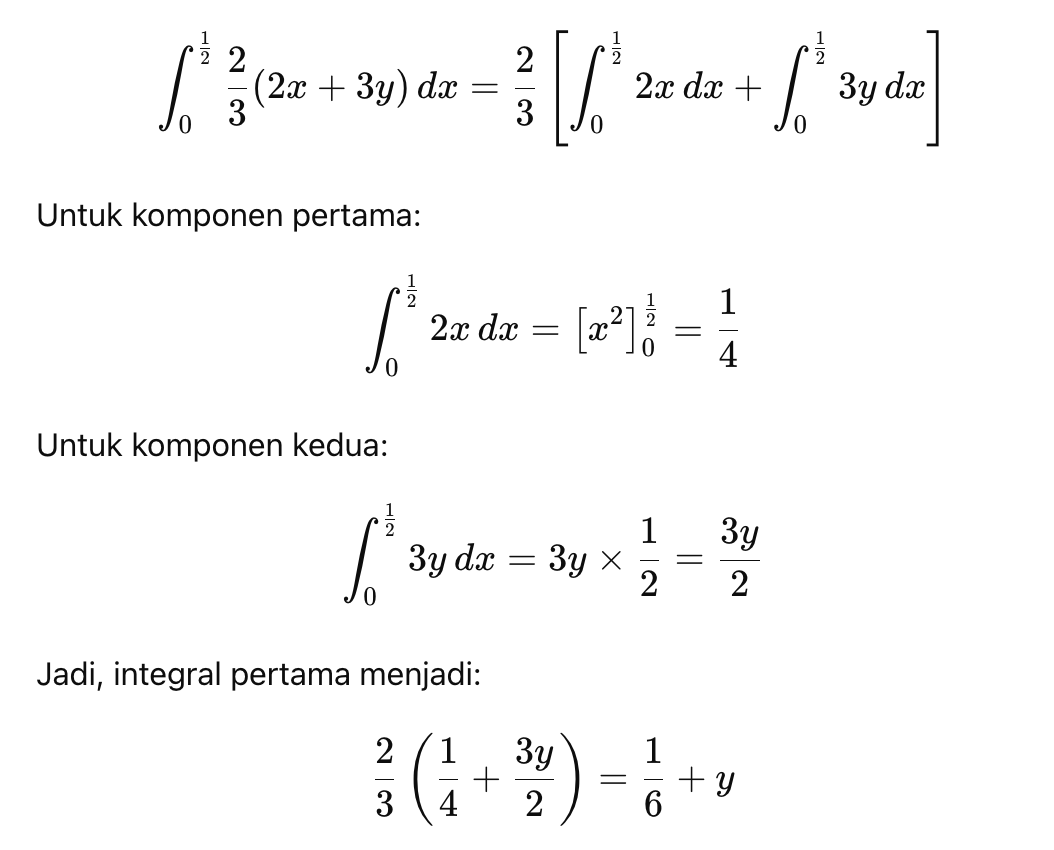 \int_0^{\frac{1}{2}} \frac{2}{3}(2x + 3y) \, dx = \frac{2}{3} \left[ \int_0^{\frac{1}{2}} 2x \, dx + \int_0^{\frac{1}{2}} 3y \, dx \right]
Untuk komponen pertama:
\int_0^{\frac{1}{2}} 2x \, dx = \left[ x^2 \right]_0^{\frac{1}{2}} = \frac{1}{4}
Untuk komponen kedua:
\int_0^{\frac{1}{2}} 3y \, dx = 3y \times \frac{1}{2} = \frac{3y}{2}
Jadi, integral pertama menjadi:
\frac{2}{3} \left( \frac{1}{4} + \frac{3y}{2} \right) = \frac{1}{6} + y